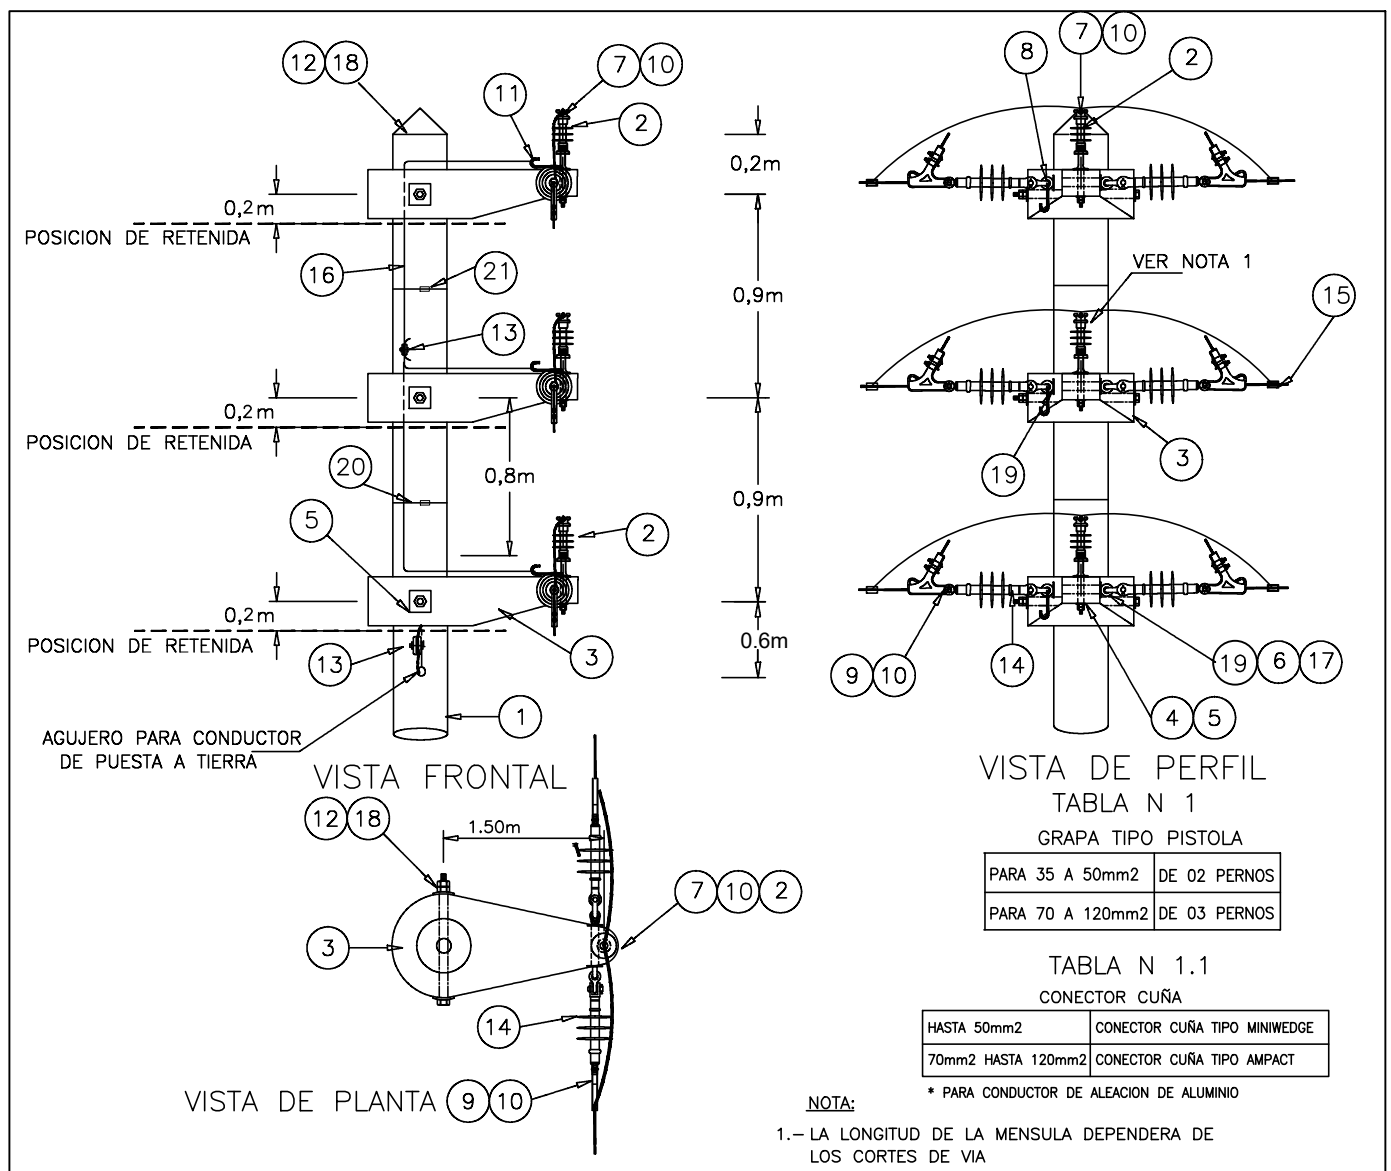 12 18
7 10
11
2
0,2m
POSICION DE RETENIDA
16
21
13
0,2m
POSICION DE RETENIDA
20
0,8m
5
2
0,2m
POSICION DE RETENIDA
13
3
1
AGUJERO PARA CONDUCTOR
DE PUESTA A TIERRA
VISTA FRONTAL
0,2m
0,9m
0,9m
0.6m
7 10
8
2
VER NOTA 1
15
19
3
14
9 10
19 6 17
4 5
VISTA DE PERFIL
12 18
1.50m
7 10 2
3
14
VISTA DE PLANTA 9 10
TABLA N 1
GRAPA TIPO PISTOLA
PARA 35 A 50mm2 DE 02 PERNOS
PARA 70 A 120mm2 DE 03 PERNOS
TABLA N 1.1
CONECTOR CUÑA
HASTA 50mm2 CONECTOR CUÑA TIPO MINIWEDGE
70mm2 HASTA 120mm2 CONECTOR CUÑA TIPO AMPACT
* PARA CONDUCTOR DE ALEACION DE ALUMINIO
NOTA:
1.- LA LONGITUD DE LA MENSULA DEPENDERA DE
LOS CORTES DE VIA